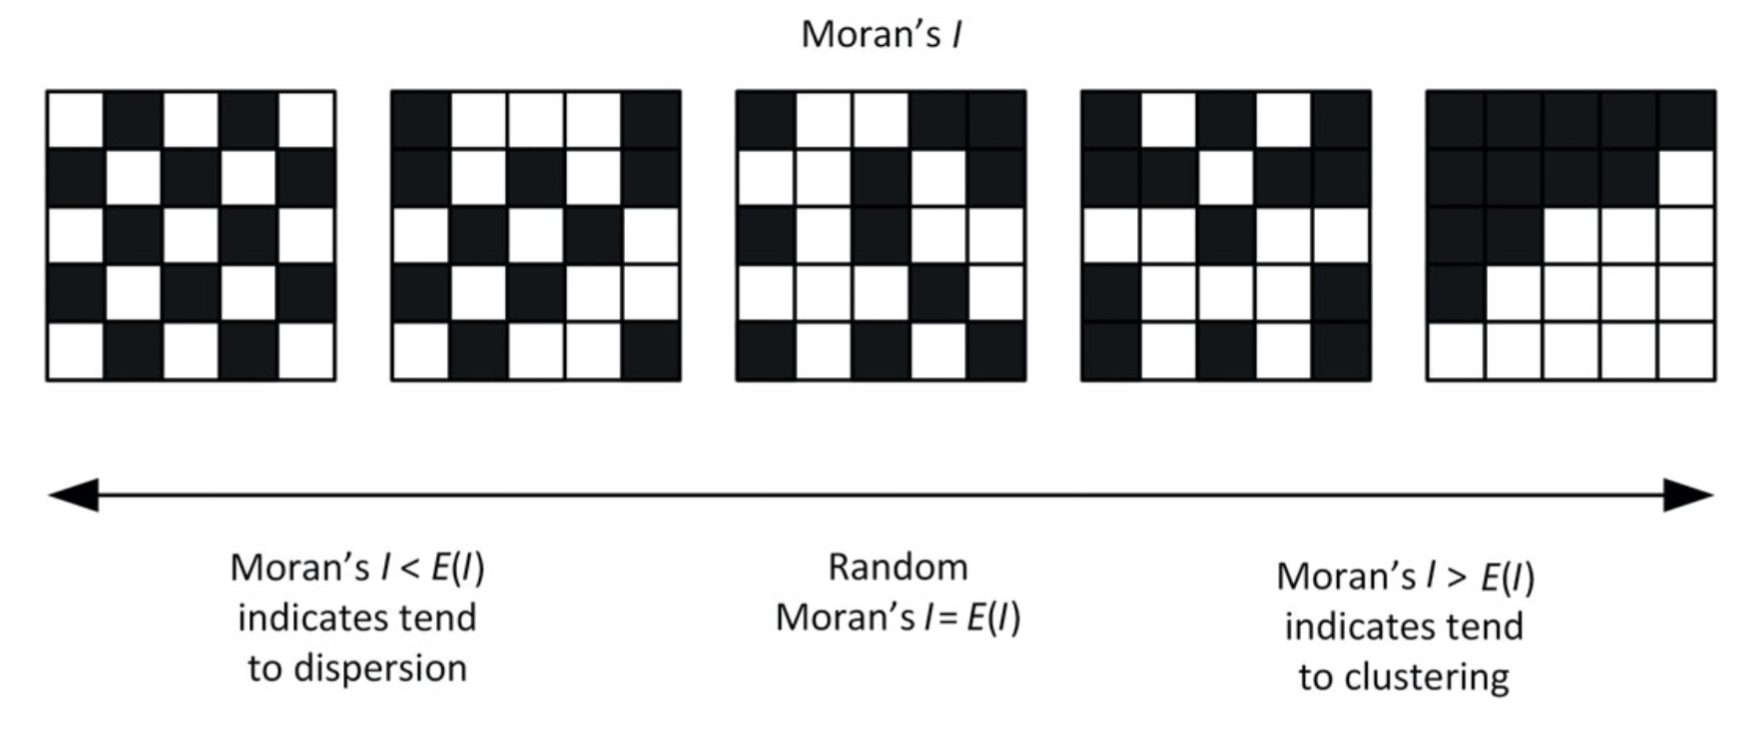 Moran's I
Moran's I < E(I)
indicates tend
to dispersion
Random
Moran's I = E(I)
Moran's I > E(I)
indicates tend
to clustering